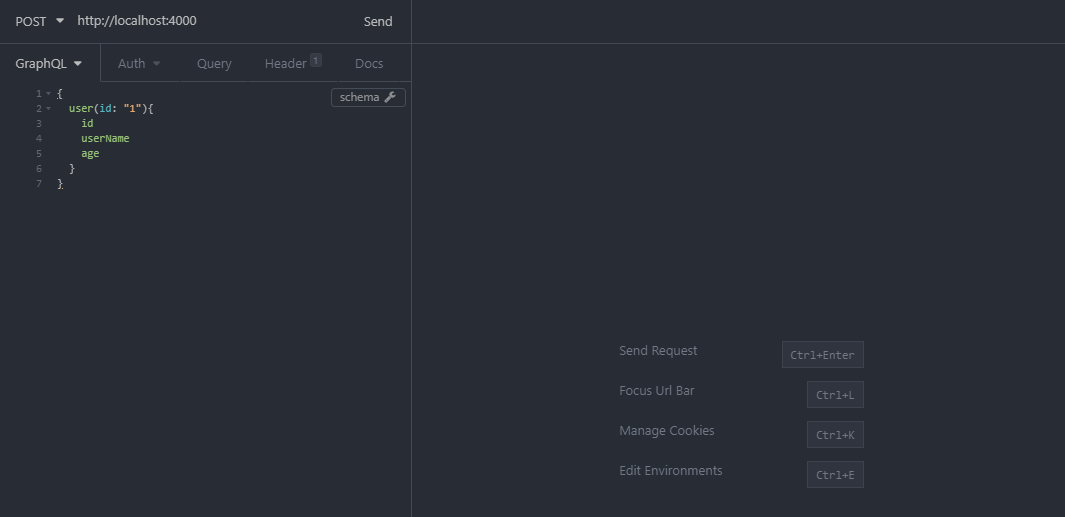 POST http://localhost:4000 Send
GraphQL Auth Query Header 1 Docs
schema
1 {
2 user(id: "1"){
3 id
4 userName
5 age
6 }
7 }
Send Request Ctrl+Enter
Focus Url Bar Ctrl+L
Manage Cookies Ctrl+K
Edit Environments Ctrl+E